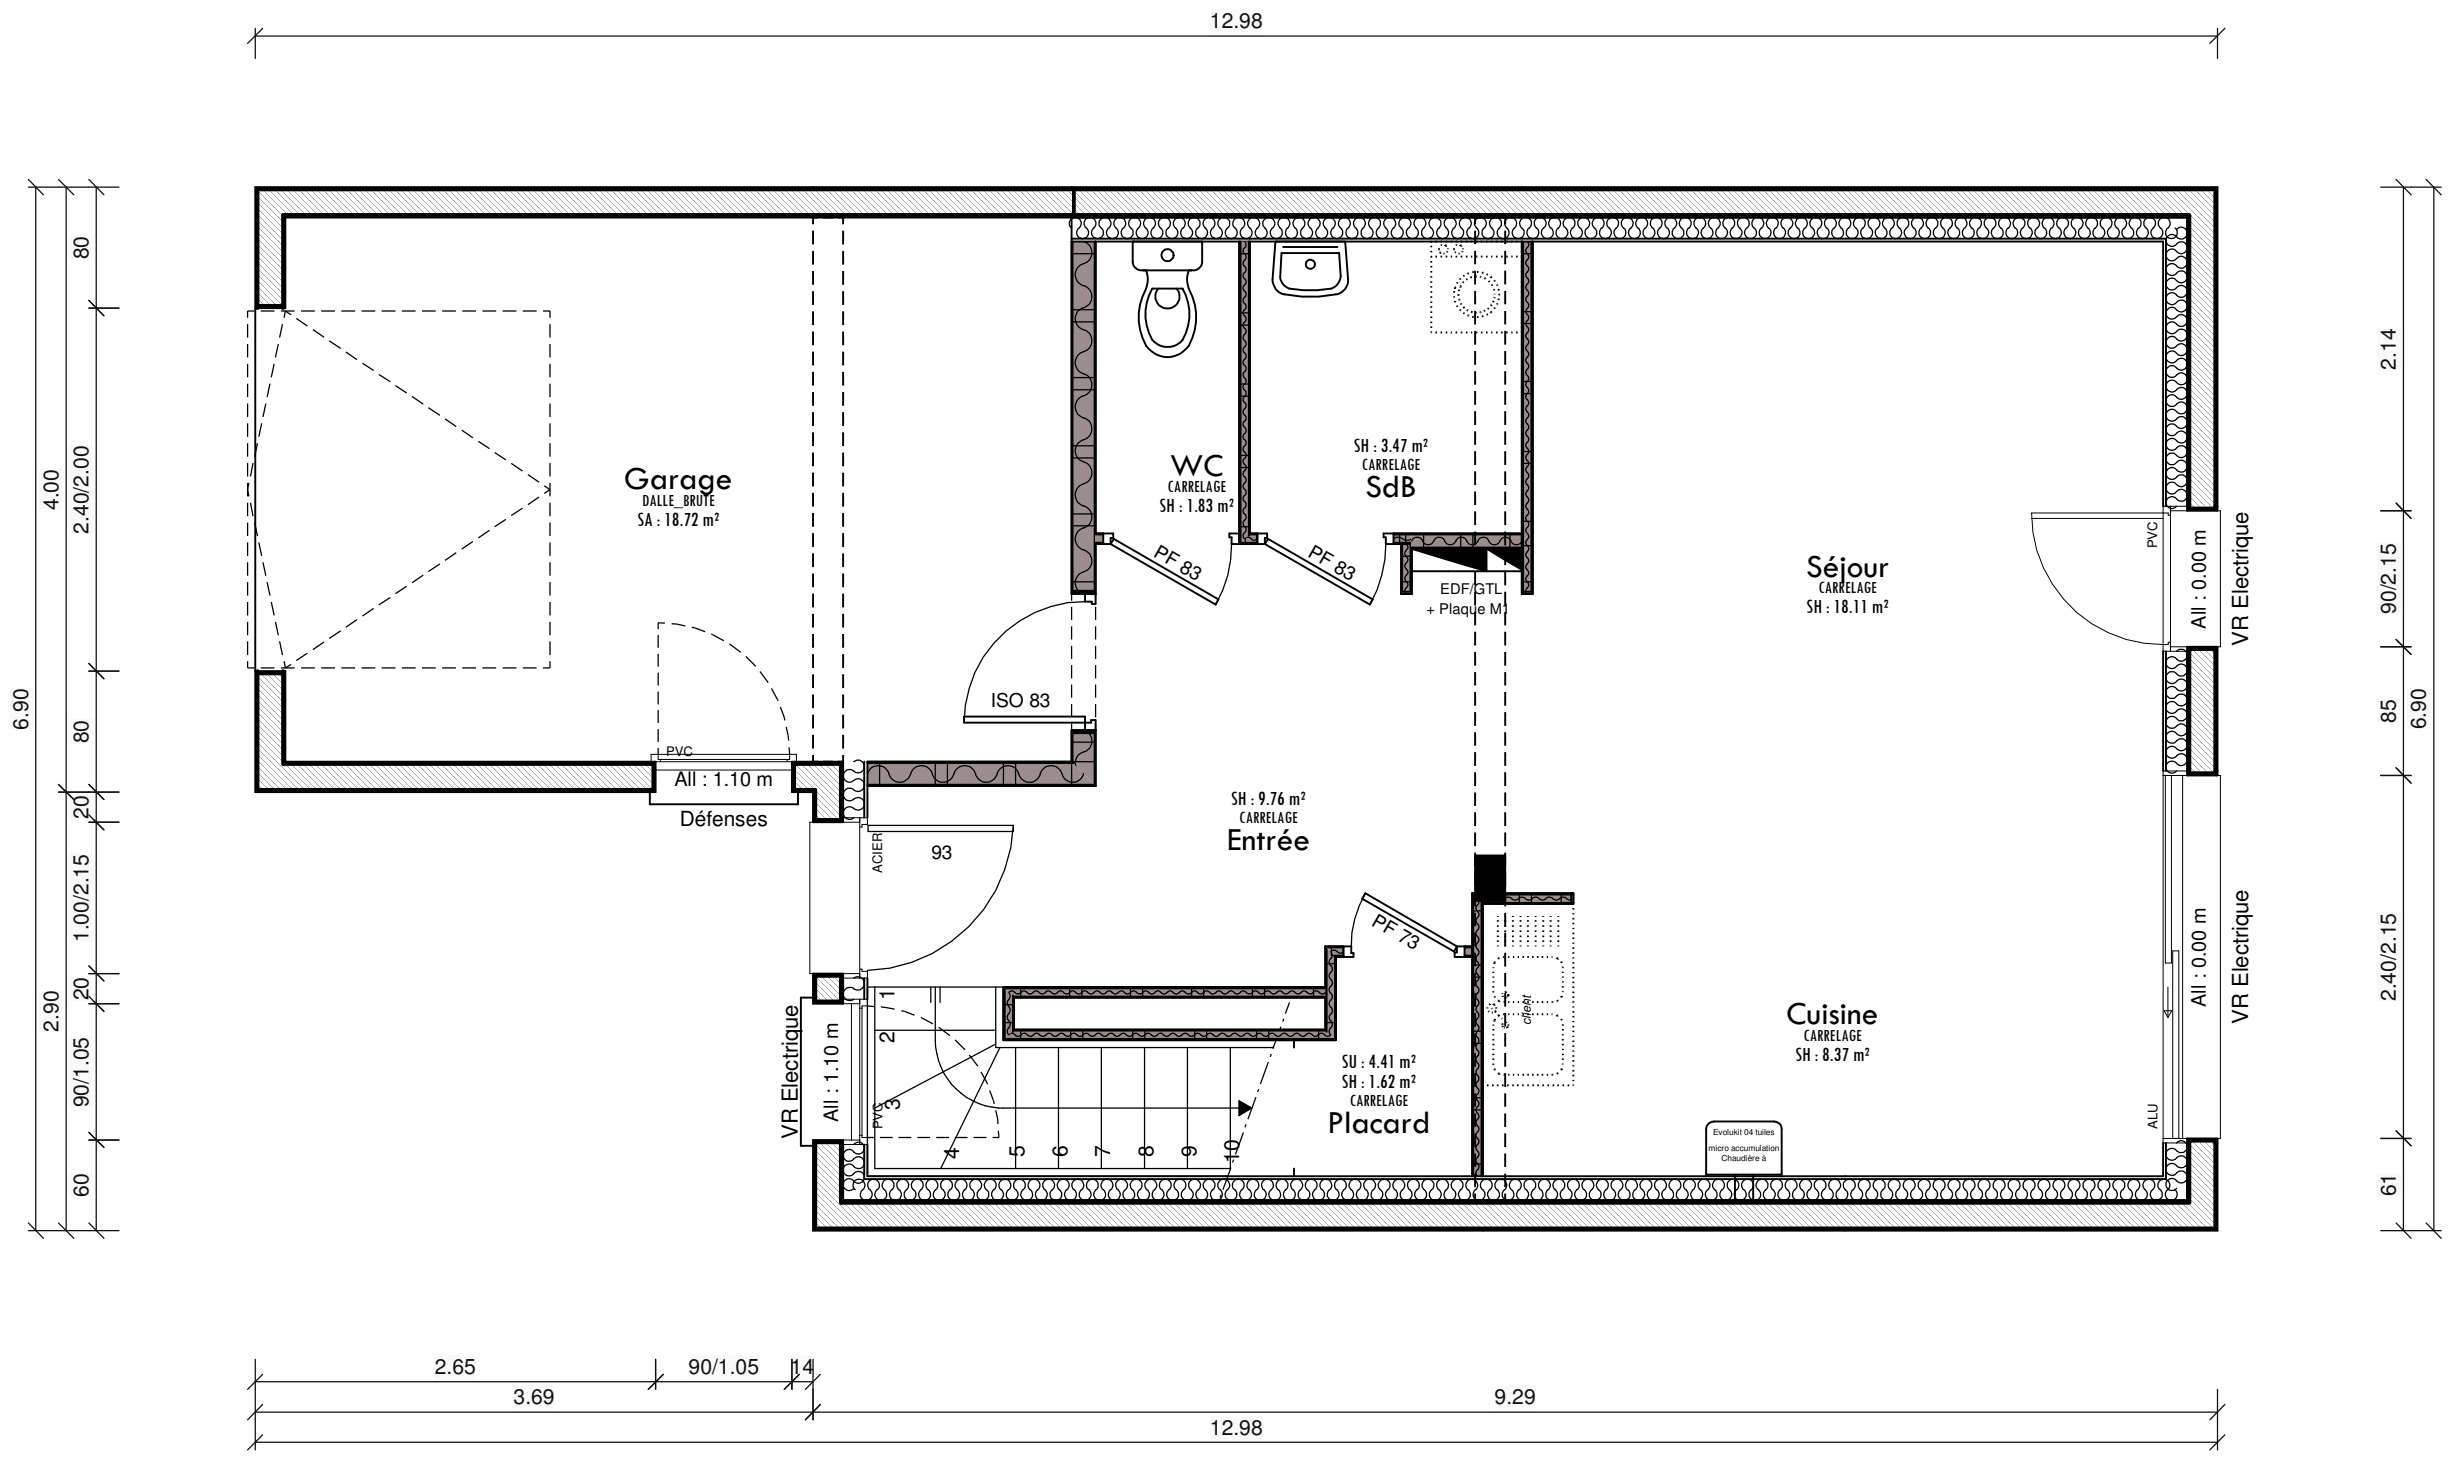 12.98
6.90
4.00
2.90
80
2.40/2.00
80
20
1.00/2.15
20
90/1.05
60
Garage
DALLE_BRUTE
SA : 18.72 m²
WC
CARRELAGE
SH : 1.83 m²
SH : 3.47 m²
CARRELAGE
SdB
PF 83
PF 83
EDF/GTL
+ Plaque M
ISO 83
Séjour
CARRELAGE
SH : 18.11 m²
PVC
All : 0.00 m
VR Electrique
PVC
All : 1.10 m
Défenses
ACIER
93
SH : 9.76 m²
CARRELAGE
Entrée
PF 73
VR Electrique
All : 1.10 m
PVC
1
2
3
4
5
6
7
8
9
10
SU : 4.41 m²
SH : 1.62 m²
CARRELAGE
Placard
client
Cuisine
CARRELAGE
SH : 8.37 m²
Evolukit 04 tuiles
micro accumulation
Chaudière à
ALU
All : 0.00 m
VR Electrique
2.14
90/2.15
85
2.40/2.15
61
6.90
2.65
90/1.05
14
3.69
9.29
12.98